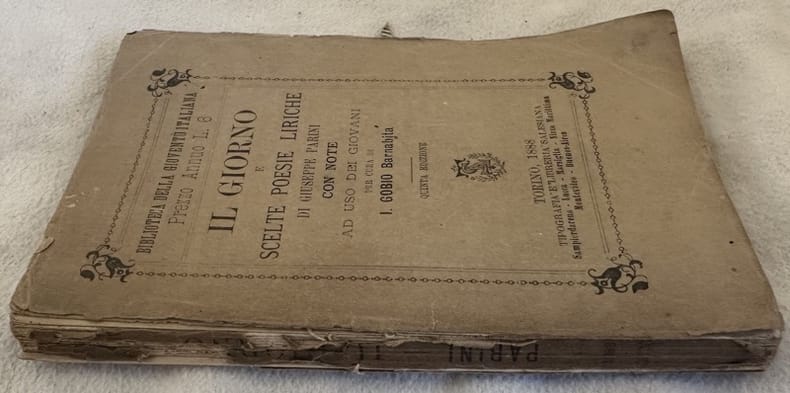 BIBLIOTECA DELLA GIOVENTÙ ITALIANA
Prezzo Annuo L. 6
IL GIORNO
E
SCELTE POESIE LIRICHE
DI GIUSEPPE PARINI
CON NOTE
AD USO DEI GIOVANI
PER CURA DI
I. GOBIO Barnabita
QUINTA EDIZIONE
TORINO, 1888
TIPOGRAFIA E LIBRERIA SALESIANA
Sampierdarena - Lucca - Marsiglia - Nizza Marittima
Montevideo - Buenos-Aires
PARINI